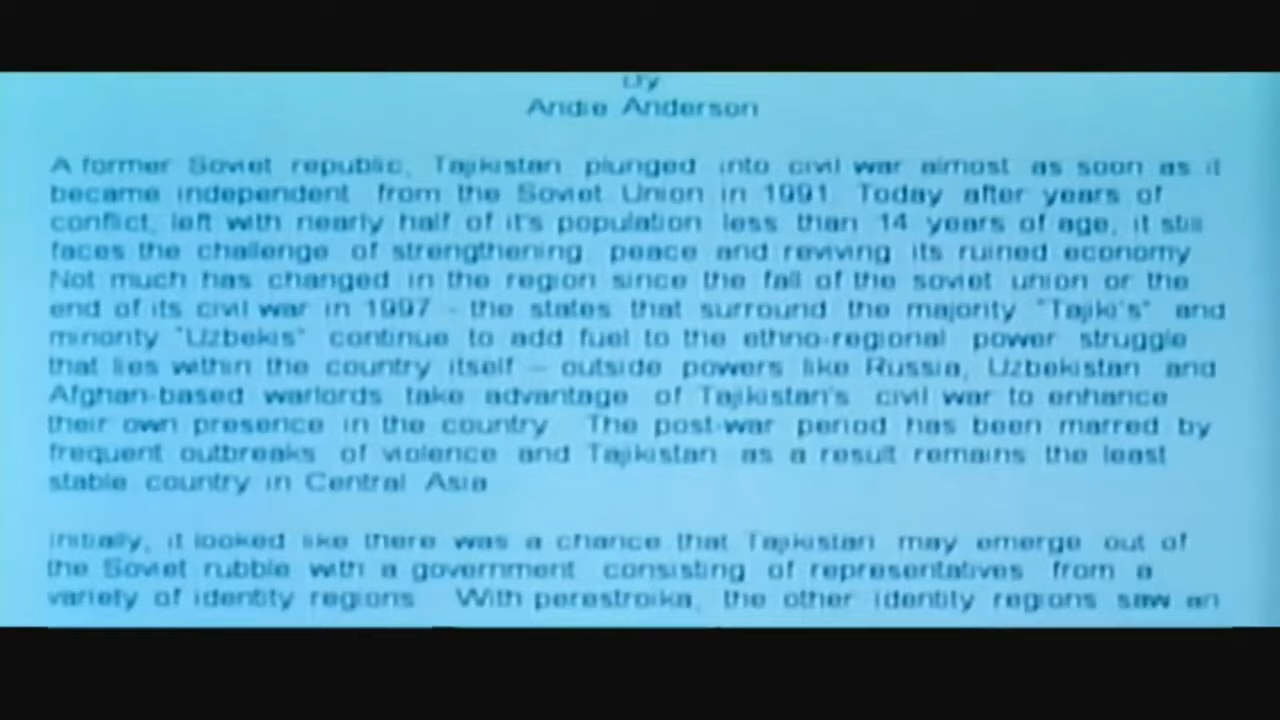 by
Andie Anderson
A former Soviet republic, Tajikistan plunged into civil war almost as soon as it
became independent from the Soviet Union in 1991. Today after years of
conflict, left with nearly half of it's population less than 14 years of age, it still
faces the challenge of strengthening peace and reviving its ruined economy
Not much has changed in the region since the fall of the soviet union or the
end of its civil war in 1997 - the states that surround the majority "Tajiki's" and
minority "Uzbekis" continue to add fuel to the ethno-regional power struggle
that lies within the country itself – outside powers like Russia, Uzbekistan and
Afghan-based warlords take advantage of Tajikistan's civil war to enhance
their own presence in the country The post-war period has been marred by
frequent outbreaks of violence and Tajikistan as a result remains the least
stable country in Central Asia
Initially, it looked like there was a chance that Tajikistan may emerge out of
the Soviet rubble with a government consisting of representatives from a
variety of identity regions With perestroika, the other identity regions saw an